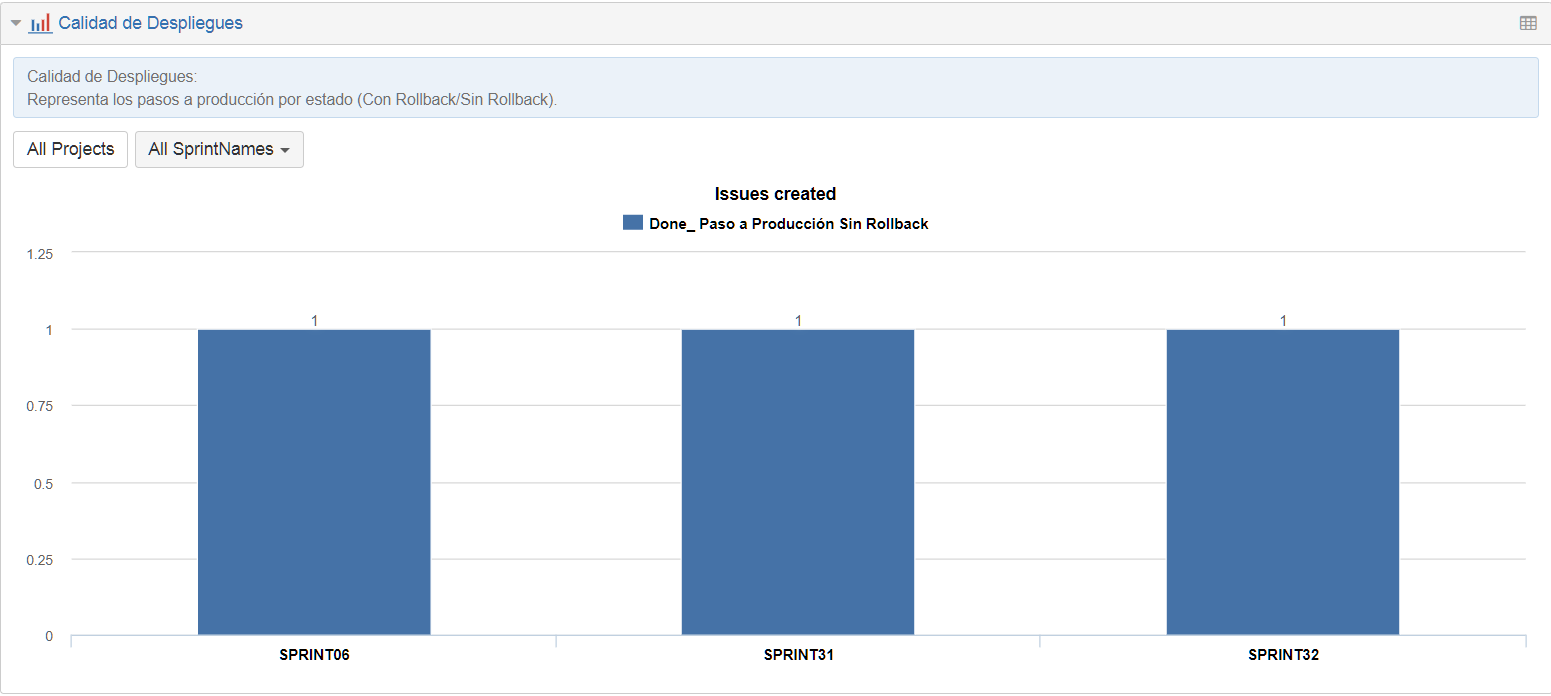 Calidad de Despliegues
Calidad de Despliegues:
Representa los pasos a producción por estado (Con Rollback/Sin Rollback).
All Projects
All SprintNames
Issues created
Done_ Paso a Producción Sin Rollback
1.25
1
0.75
0.5
0.25
0
1
1
1
SPRINT06
SPRINT31
SPRINT32